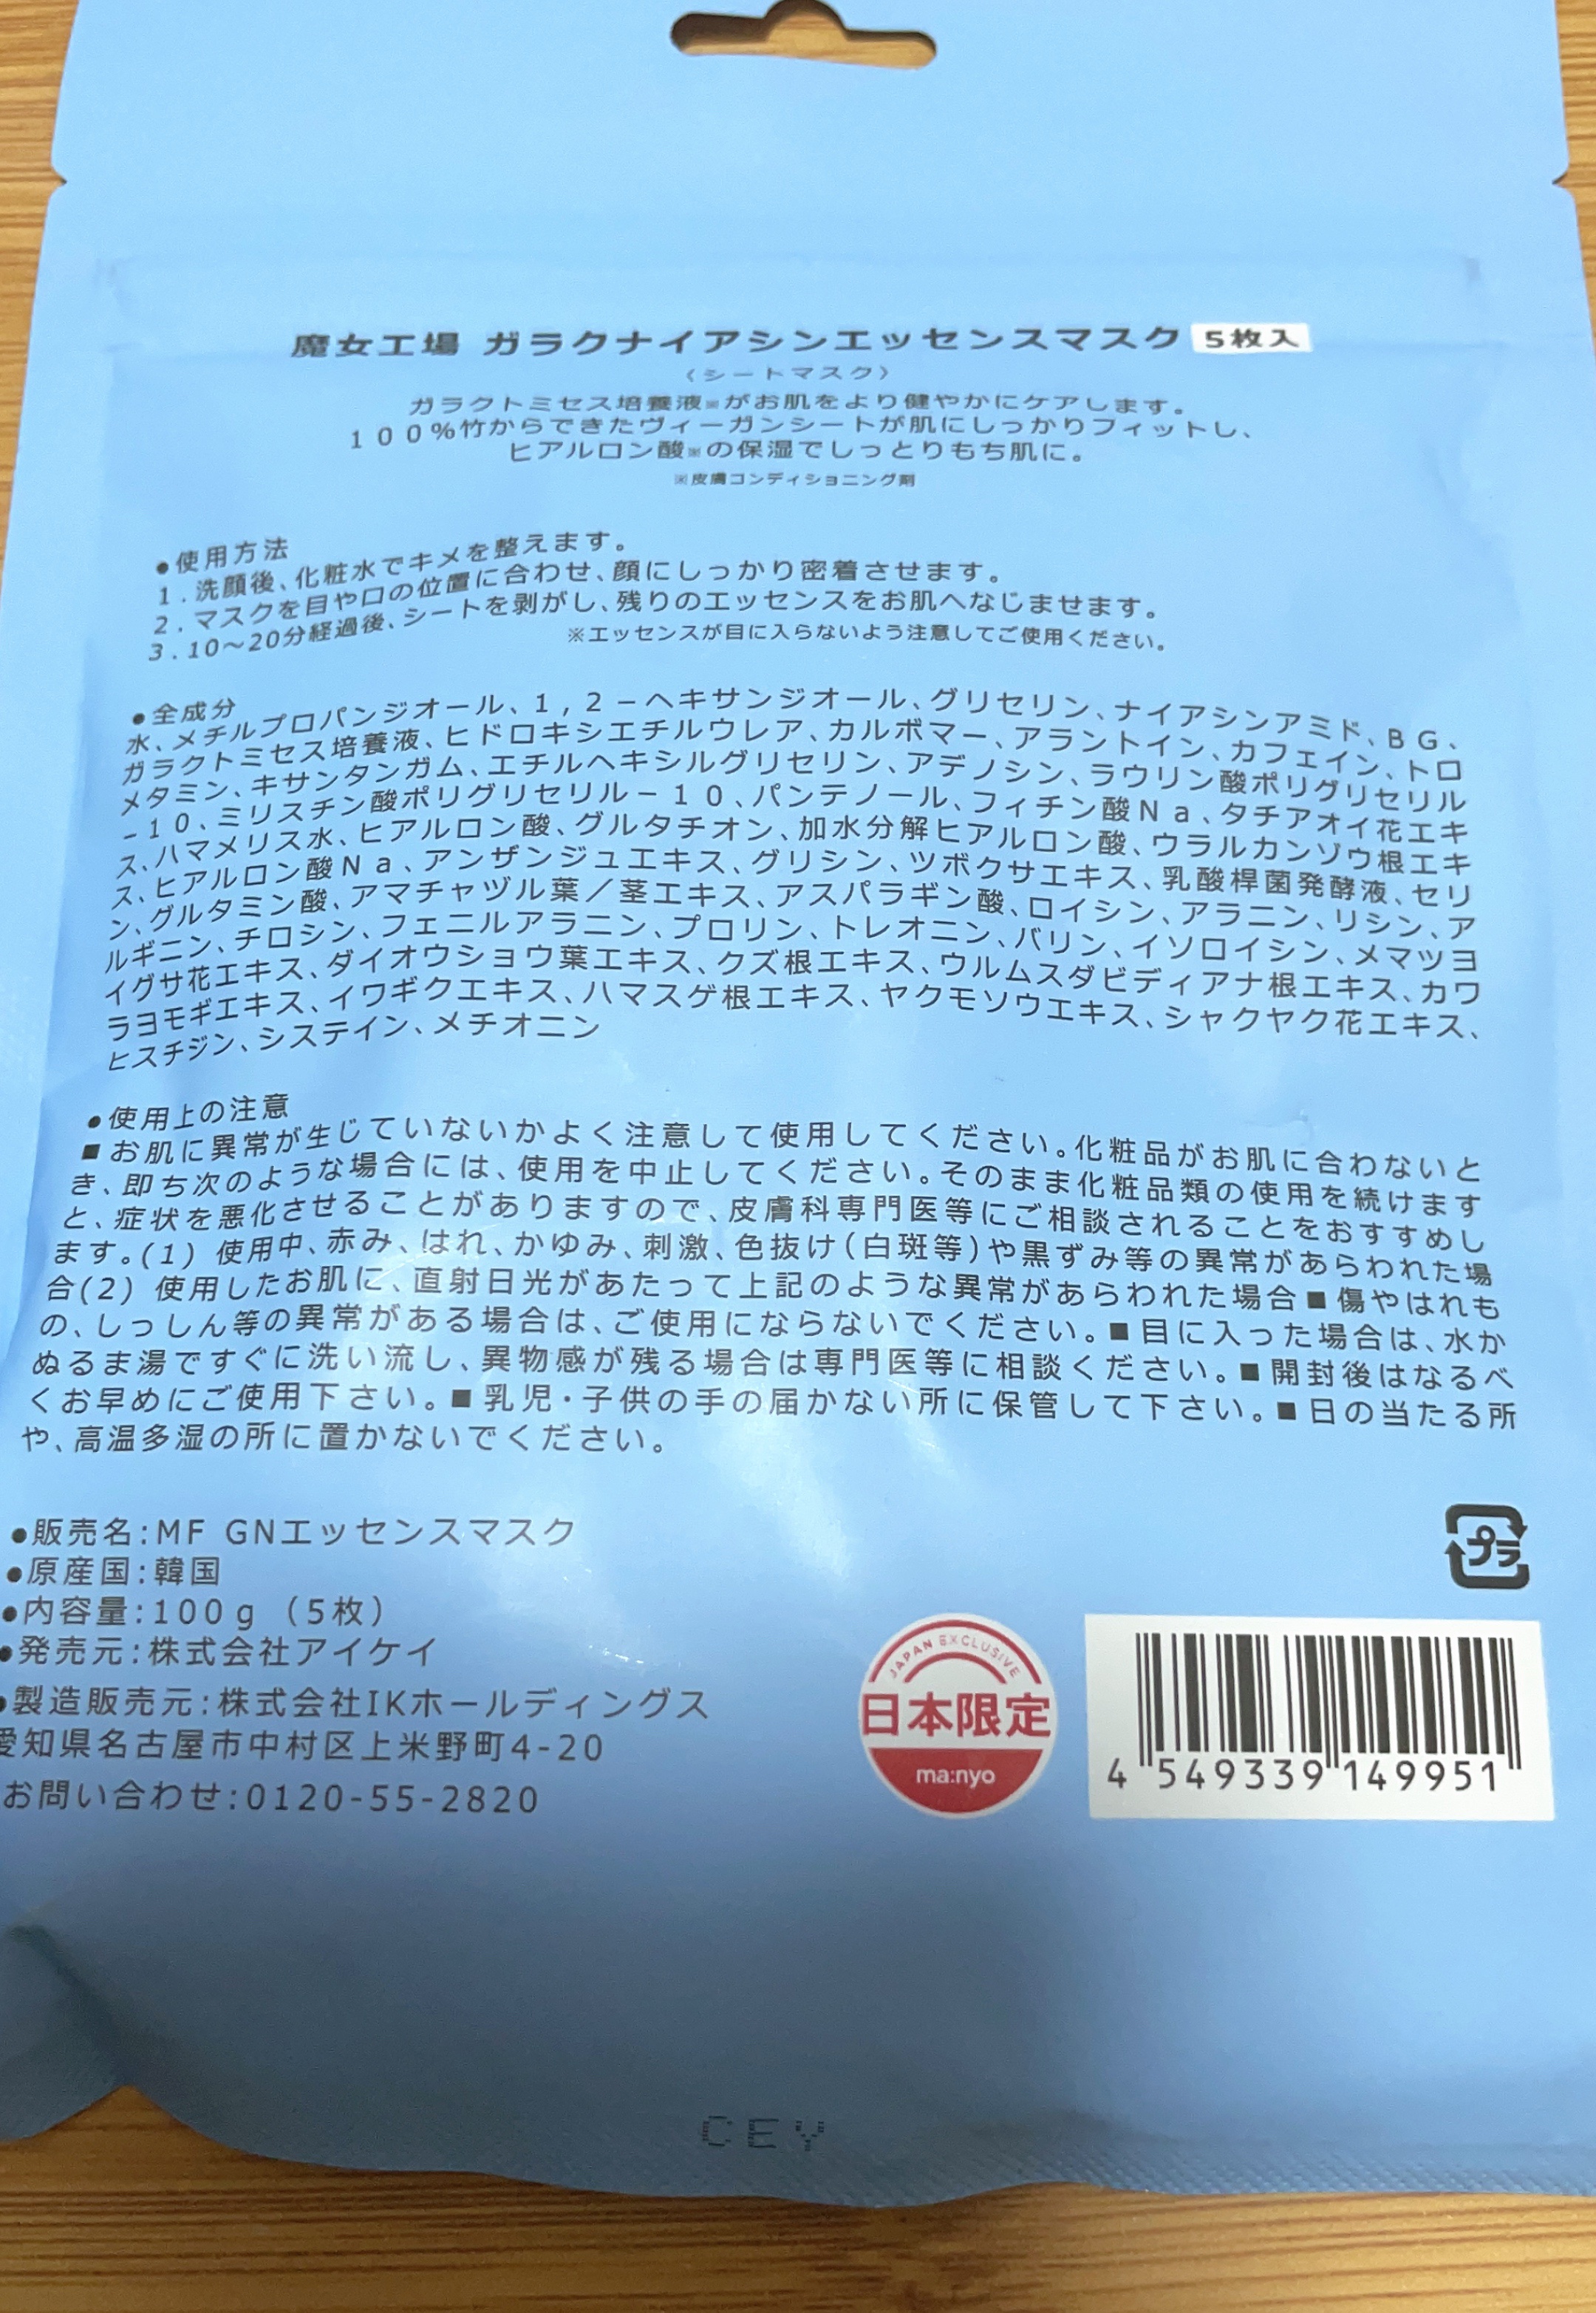 魔女工場 ガラクナイアシンエッセンスマスク 5枚入
〈シートマスク〉
ガラクトミセス培養液※がお肌をより健やかにケアします。
100%竹からできたヴィーガンシートが肌にしっかりフィットし、
ヒアルロン酸※の保湿でしっとりもち肌に。
※皮膚コンディショニング剤
●使用方法
1.洗顔後、化粧水でキメを整えます。
2.マスクを目や口の位置に合わせ、顔にしっかり密着させます。
3.10～20分経過後、シートを剥がし、残りのエッセンスをお肌へなじませます。
※エッセンスが目に入らないよう注意してご使用ください。
●全成分
水、メチルプロパンジオール、1,2－ヘキサンジオール、グリセリン、ナイアシンアミド、BG、
ガラクトミセス培養液、ヒドロキシエチルウレア、カルボマー、アラントイン、カフェイン、トロ
メタミン、キサンタンガム、エチルヘキシルグリセリン、アデノシン、ラウリン酸ポリグリセリル
－10、ミリスチン酸ポリグリセリル－10、パンテノール、フィチン酸Na、タチアオイ花エキ
ス、ハマメリス水、ヒアルロン酸、グルタチオン、加水分解ヒアルロン酸、ウラルカンゾウ根エキ
ス、ヒアルロン酸Na、アンザンジュエキス、グリシン、ツボクサエキス、乳酸桿菌発酵液、セリ
ン、グルタミン酸、アマチャヅル葉／茎エキス、アスパラギン酸、ロイシン、アラニン、リシン、ア
ルギニン、チロシン、フェニルアラニン、プロリン、トレオニン、バリン、イソロイシン、メマツヨ
イグサ花エキス、ダイオウショウ葉エキス、クズ根エキス、ウルムスダビディアナ根エキス、カワ
ラヨモギエキス、イワギクエキス、ハマスゲ根エキス、ヤクモソウエキス、シャクヤク花エキス、
ヒスチジン、システイン、メチオニン
●使用上の注意
■お肌に異常が生じていないかよく注意して使用してください。化粧品がお肌に合わないと
き、即ち次のような場合には、使用を中止してください。そのまま化粧品類の使用を続けます
と、症状を悪化させることがありますので、皮膚科専門医等にご相談されることをおすすめし
ます。(1) 使用中、赤み、はれ、かゆみ、刺激、色抜け(白斑等)や黒ずみ等の異常があらわれた場
合(2) 使用したお肌に、直射日光があたって上記のような異常があらわれた場合■傷やはれも
の、しっしん等の異常がある場合は、ご使用にならないでください。■目に入った場合は、水か
ぬるま湯ですぐに洗い流し、異物感が残る場合は専門医等に相談ください。■開封後はなるべ
くお早めにご使用下さい。■乳児・子供の手の届かない所に保管して下さい。■日の当たる所
や、高温多湿の所に置かないでください。
●販売名:MF GNエッセンスマスク
●原産国:韓国
●内容量:100g（5枚）
●発売元:株式会社アイケイ
●製造販売元:株式会社IKホールディングス
愛知県名古屋市中村区上米野町4-20
お問い合わせ:0120-55-2820
プラ
JAPAN EXCLUSIVE
日本限定
ma:nyo
4 549339 149951
CEY